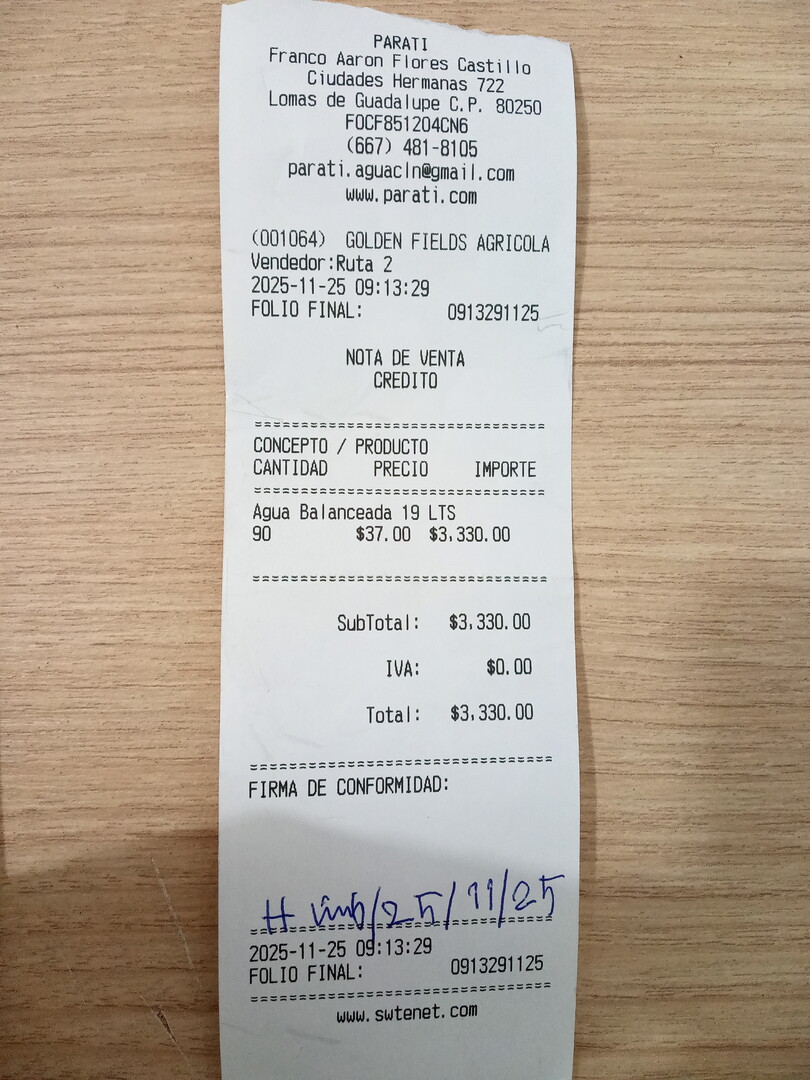 PARATI
Franco Aaron Flores Castillo
Ciudades Hermanas 722
Lomas de Guadalupe C.P. 80250
FOCF851204CN6
(667) 481-8105
parati.aguacln@gmail.com
www.parati.com
(001064) GOLDEN FIELDS AGRICOLA
Vendedor:Ruta 2
2025-11-25 09:13:29
FOLIO FINAL: 0913291125
NOTA DE VENTA
CREDITO
==================================
CONCEPTO / PRODUCTO
CANTIDAD PRECIO IMPORTE
==================================
Agua Balanceada 19 LTS
90 $37.00 $3,330.00
==================================
SubTotal: $3,330.00
IVA: $0.00
Total: $3,330.00
==================================
FIRMA DE CONFORMIDAD:
H /25/11/25
==================================
2025-11-25 09:13:29
FOLIO FINAL: 0913291125
==================================
www.swtenet.com